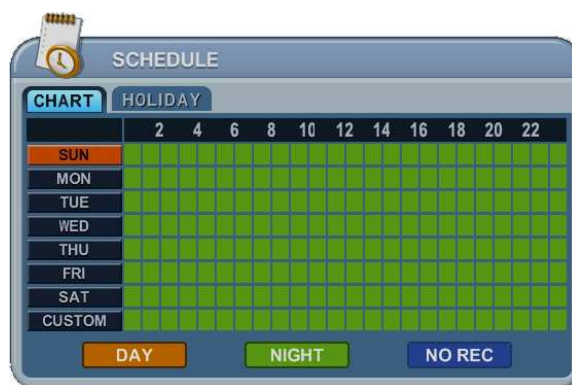 SCHEDULE
CHART HOLIDAY
2 4 6 8 10 12 14 16 18 20 22
SUN
MON
TUE
WED
THU
FRI
SAT
CUSTOM
DAY NIGHT NO REC